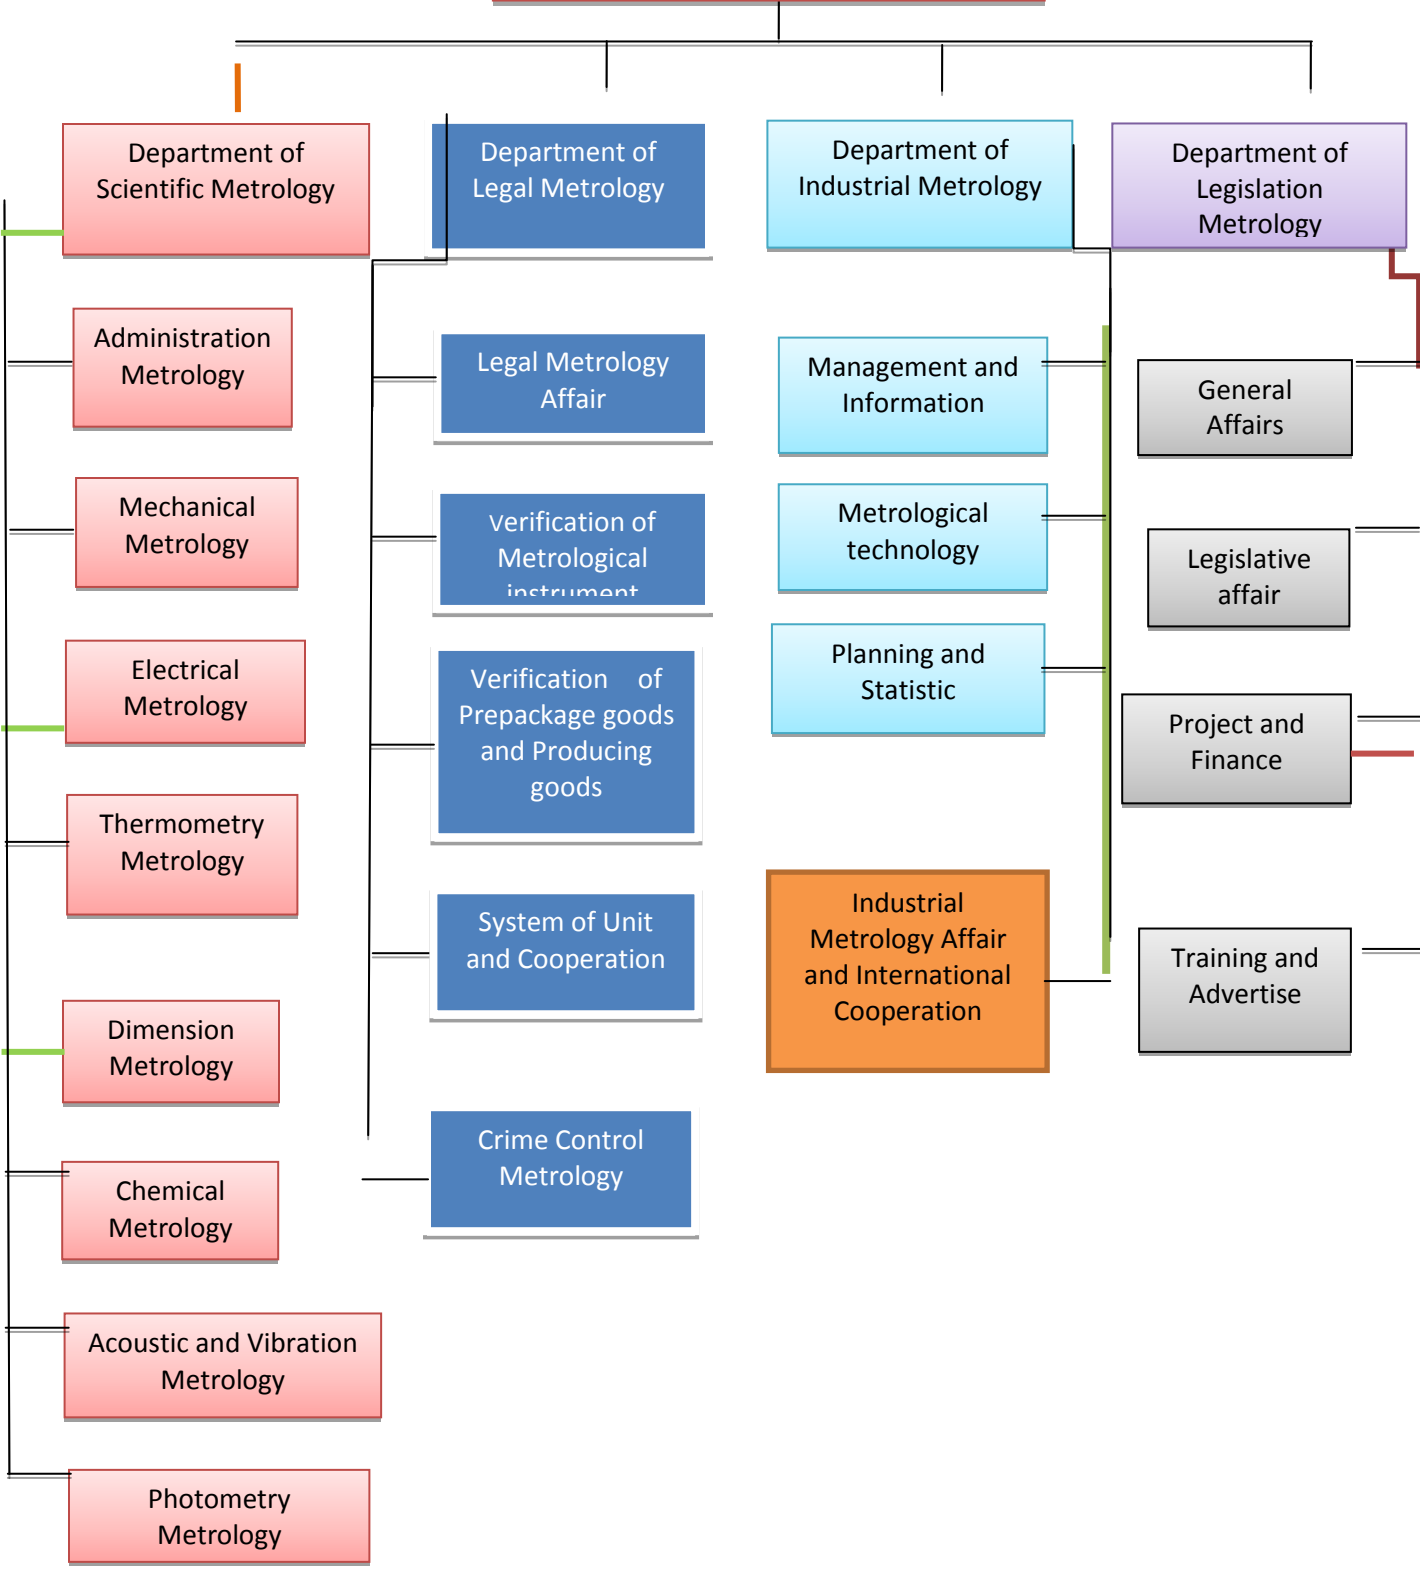 Department of
Scientific Metrology
Department of
Legal Metrology
Department of
Industrial Metrology
Department of
Legislation
Metrology
Administration
Metrology
Mechanical
Metrology
Electrical
Metrology
Thermometry
Metrology
Dimension
Metrology
Chemical
Metrology
Acoustic and Vibration
Metrology
Photometry
Metrology
Legal Metrology
Affair
Verification of
Metrological
instrument
Verification of
Prepackage goods
and Producing
goods
System of Unit
and Cooperation
Crime Control
Metrology
Management and
Information
Metrological
technology
Planning and
Statistic
Industrial
Metrology Affair
and International
Cooperation
General
Affairs
Legislative
affair
Project and
Finance
Training and
Advertise